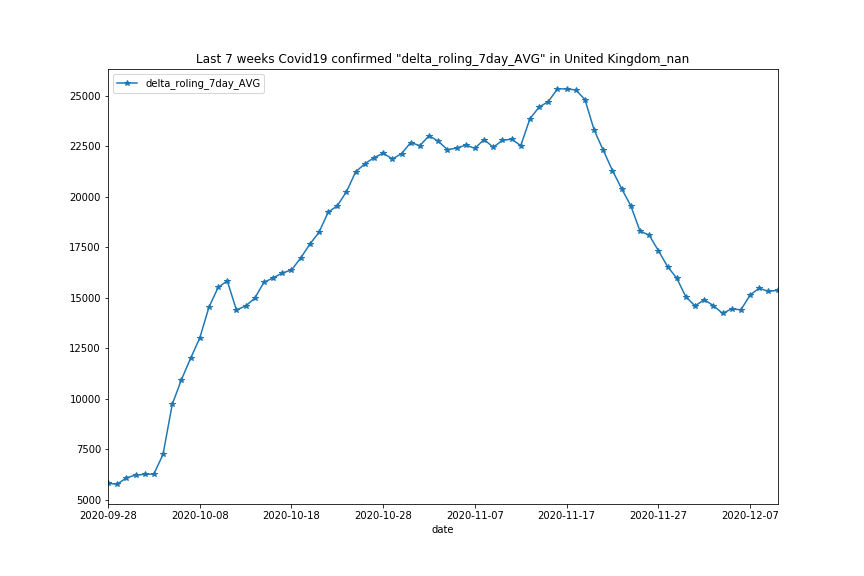 Last 7 weeks Covid19 confirmed "delta_roling_7day_AVG" in United Kingdom_nan
delta_roling_7day_AVG
25000
22500
20000
17500
15000
12500
10000
7500
5000
2020-09-28 2020-10-08 2020-10-18 2020-10-28 2020-11-07 2020-11-17 2020-11-27 2020-12-07
date